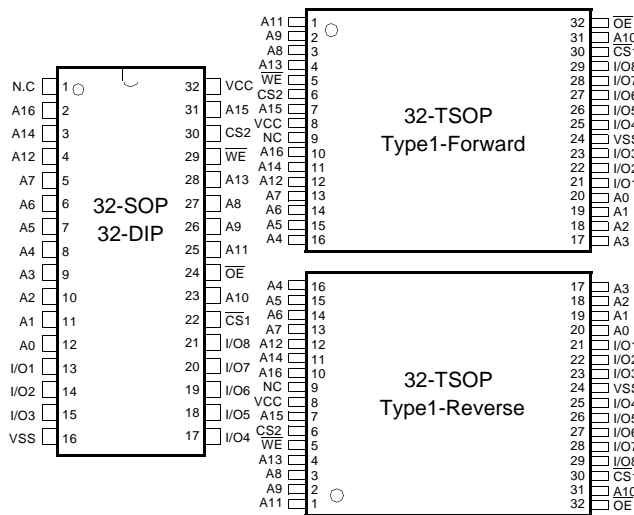 N.C 1 32 VCC
A16 2 31 A15
A14 3 30 CS2
A12 4 29 WE
A7 5 28 A13
A6 6 27 A8
A5 7 26 A9
A4 8 25 A11
A3 9 24 OE
A2 10 23 A10
A1 11 22 CS1
A0 12 21 I/O8
I/O1 13 20 I/O7
I/O2 14 19 I/O6
I/O3 15 18 I/O5
VSS 16 17 I/O4
32-SOP
32-DIP
A11 1 32 OE
A9 2 31 A10
A8 3 30 CS1
A13 4 29 I/O8
WE 5 28 I/O7
CS2 6 27 I/O6
A15 7 26 I/O5
VCC 8 25 I/O4
NC 9 24 VSS
A16 10 23 I/O3
A14 11 22 I/O2
A12 12 21 I/O1
A7 13 20 A0
A6 14 19 A1
A5 15 18 A2
A4 16 17 A3
32-TSOP
Type1-Forward
A4 16 17 A3
A5 15 18 A2
A6 14 19 A1
A7 13 20 A0
A12 12 21 I/O1
A14 11 22 I/O2
A16 10 23 I/O3
NC 9 24 VSS
VCC 8 25 I/O4
A15 7 26 I/O5
CS2 6 27 I/O6
WE 5 28 I/O7
A13 4 29 I/O8
A8 3 30 CS1
A9 2 31 A10
A11 1 32 OE
32-TSOP
Type1-Reverse